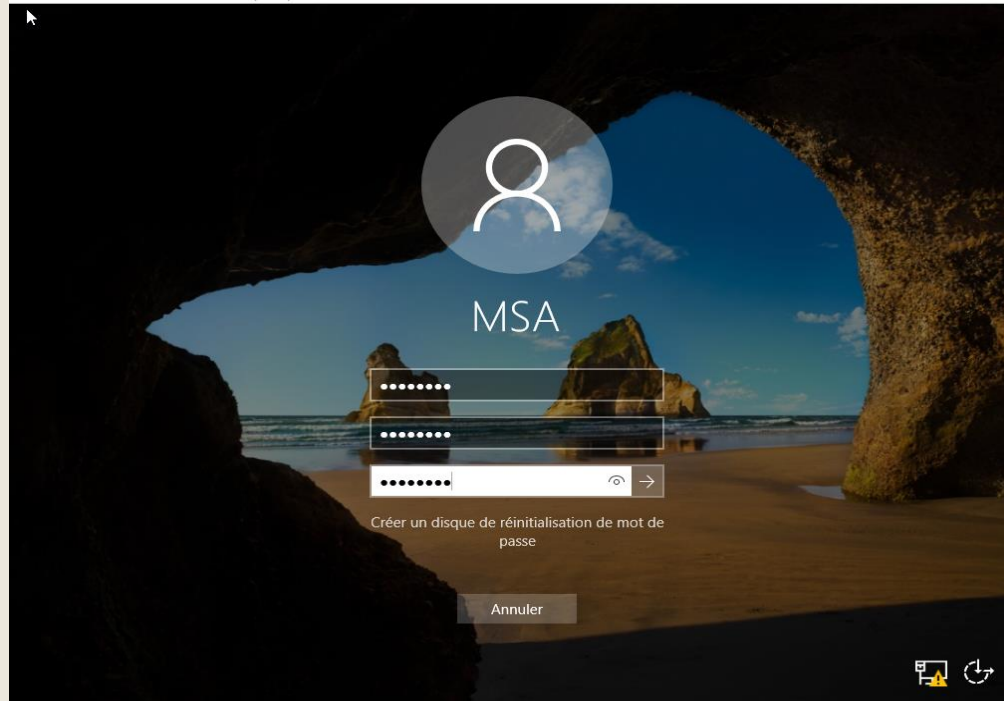 MSA
••••••••
••••••••
••••••••
Créer un disque de réinitialisation de mot de
passe
Annuler